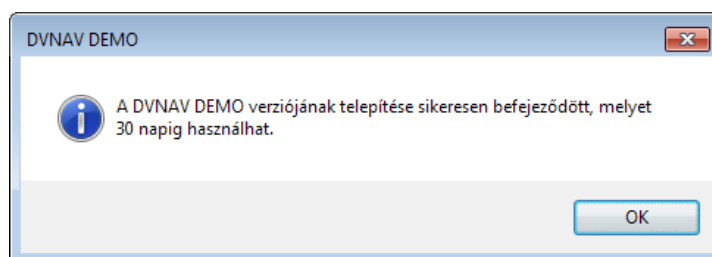 DVNAV DEMO
A DVNAV DEMO verziójának telepítése sikeresen befejeződött, melyet
30 napig használhat.
OK